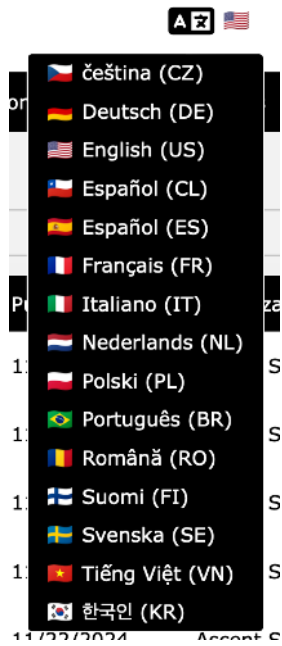 čeština (CZ)
Deutsch (DE)
English (US)
Español (CL)
Español (ES)
Français (FR)
Italiano (IT)
Nederlands (NL)
Polski (PL)
Português (BR)
Română (RO)
Suomi (FI)
Svenska (SE)
Tiếng Việt (VN)
한국인 (KR)
11/22/2024